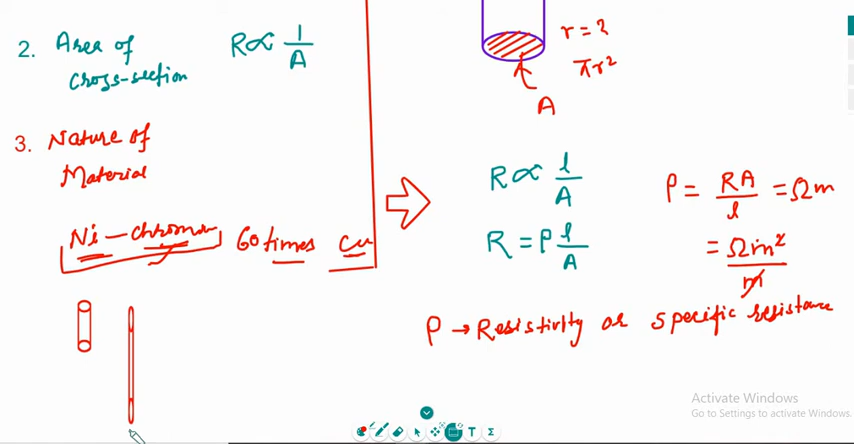 2. Area of
Cross-section
R ∝ 1/A
3. Nature of
Material
Ni - chrome
60 times Cu
r = ?
πr²
A
R ∝ l/A
R = ρ l/A
ρ = RA/l = Ωm
= Ωm²/m
ρ → Resistivity or Specific resistance
Activate Windows
Go to Settings to activate Windows.
T Σ